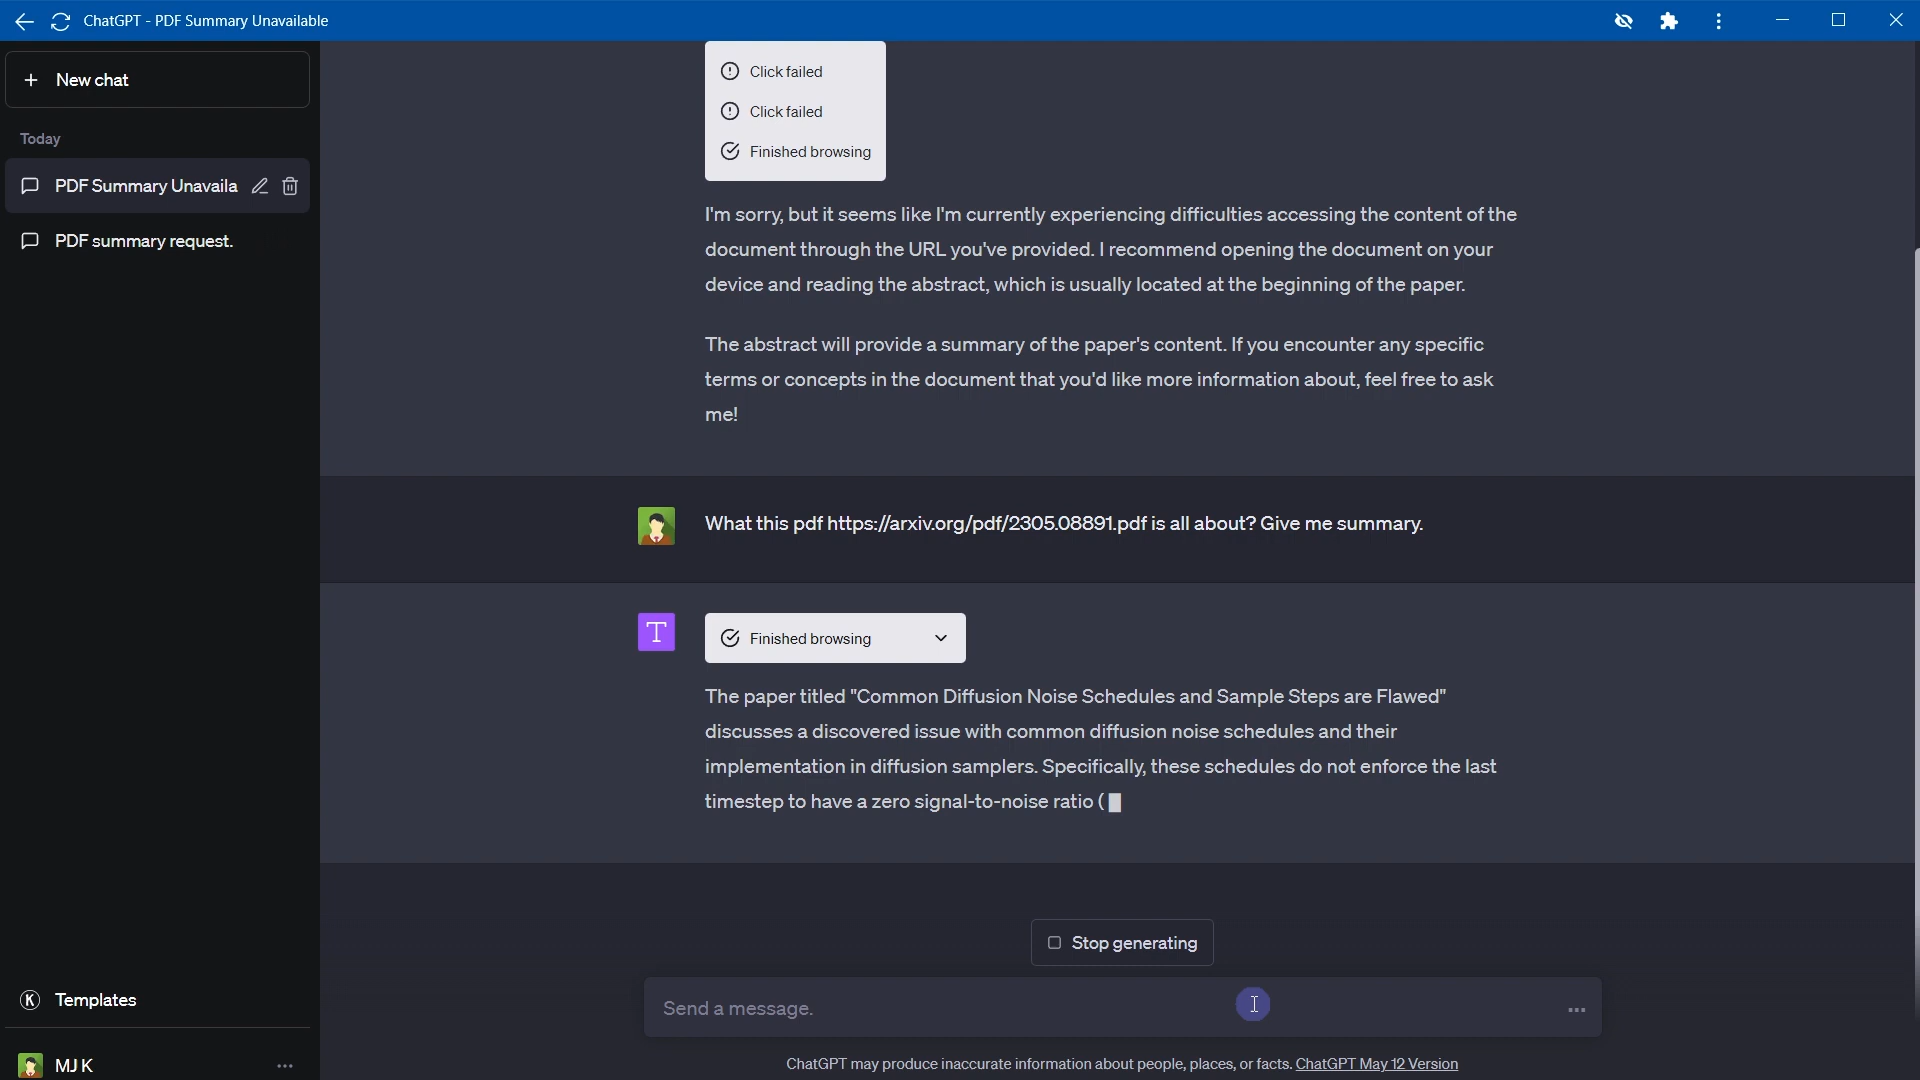 ChatGPT - PDF Summary Unavailable
New chat
Today
PDF Summary Unavaila
PDF summary request.
Click failed
Click failed
Finished browsing
I'm sorry, but it seems like I'm currently experiencing difficulties accessing the content of the
document through the URL you've provided. I recommend opening the document on your
device and reading the abstract, which is usually located at the beginning of the paper.
The abstract will provide a summary of the paper's content. If you encounter any specific
terms or concepts in the document that you'd like more information about, feel free to ask
me!
What this pdf https://arxiv.org/pdf/2305.08891.pdf is all about? Give me summary.
T
Finished browsing
The paper titled "Common Diffusion Noise Schedules and Sample Steps are Flawed"
discusses a discovered issue with common diffusion noise schedules and their
implementation in diffusion samplers. Specifically, these schedules do not enforce the last
timestep to have a zero signal-to-noise ratio (
Stop generating
Send a message.
ChatGPT may produce inaccurate information about people, places, or facts. ChatGPT May 12 Version
K Templates
MJ K